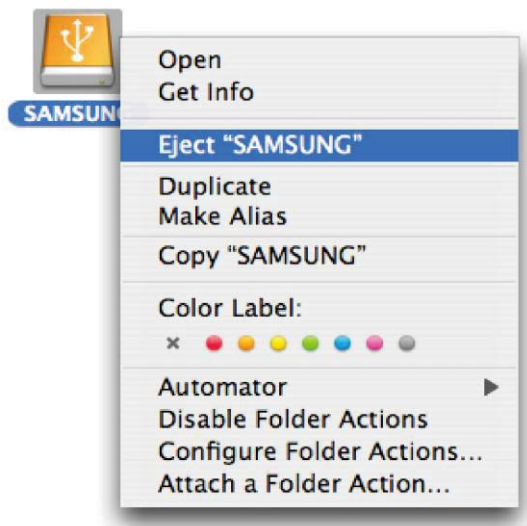 SAMSUN
Open
Get Info
Eject “SAMSUNG”
Duplicate
Make Alias
Copy “SAMSUNG”
Color Label:
×
Automator
Disable Folder Actions
Configure Folder Actions...
Attach a Folder Action...